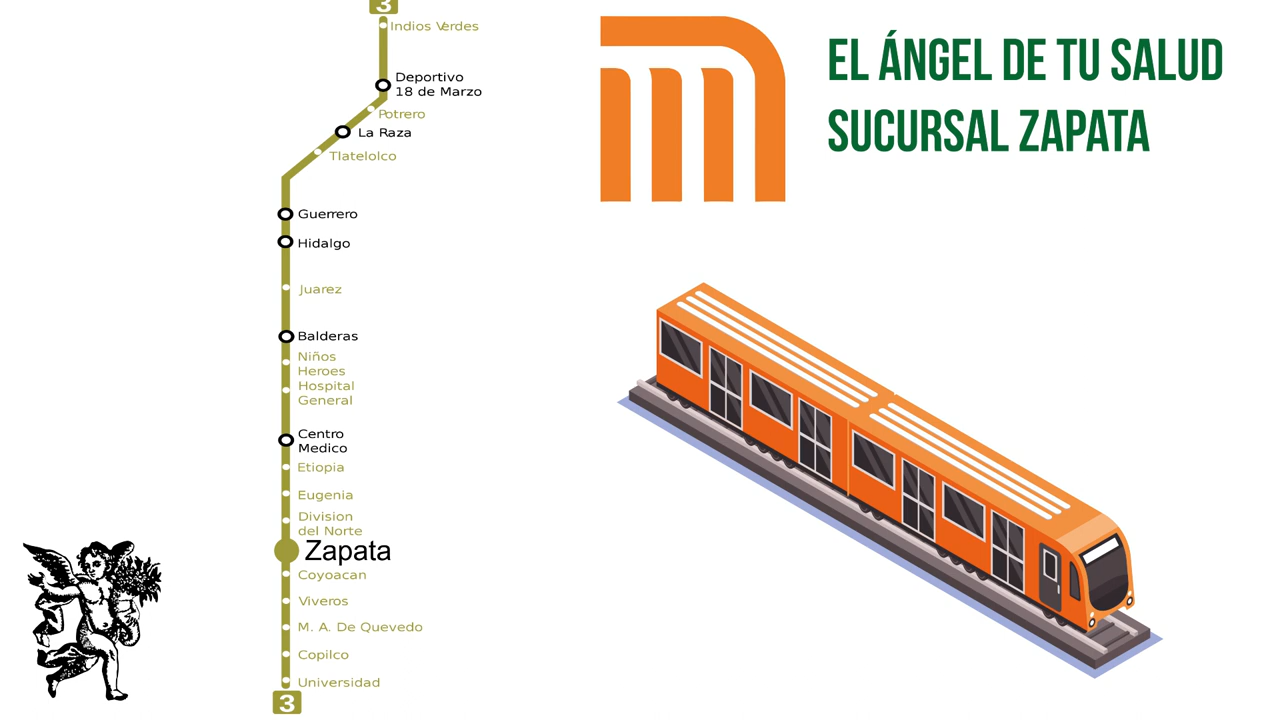 3
Indios Verdes
Deportivo
18 de Marzo
Potrero
La Raza
Tlatelolco
Guerrero
Hidalgo
Juarez
Balderas
Niños
Heroes
Hospital
General
Centro
Medico
Etiopia
Eugenia
Division
del Norte
Zapata
Coyoacan
Viveros
M. A. De Quevedo
Copilco
Universidad
3
EL ÁNGEL DE TU SALUD
SUCURSAL ZAPATA